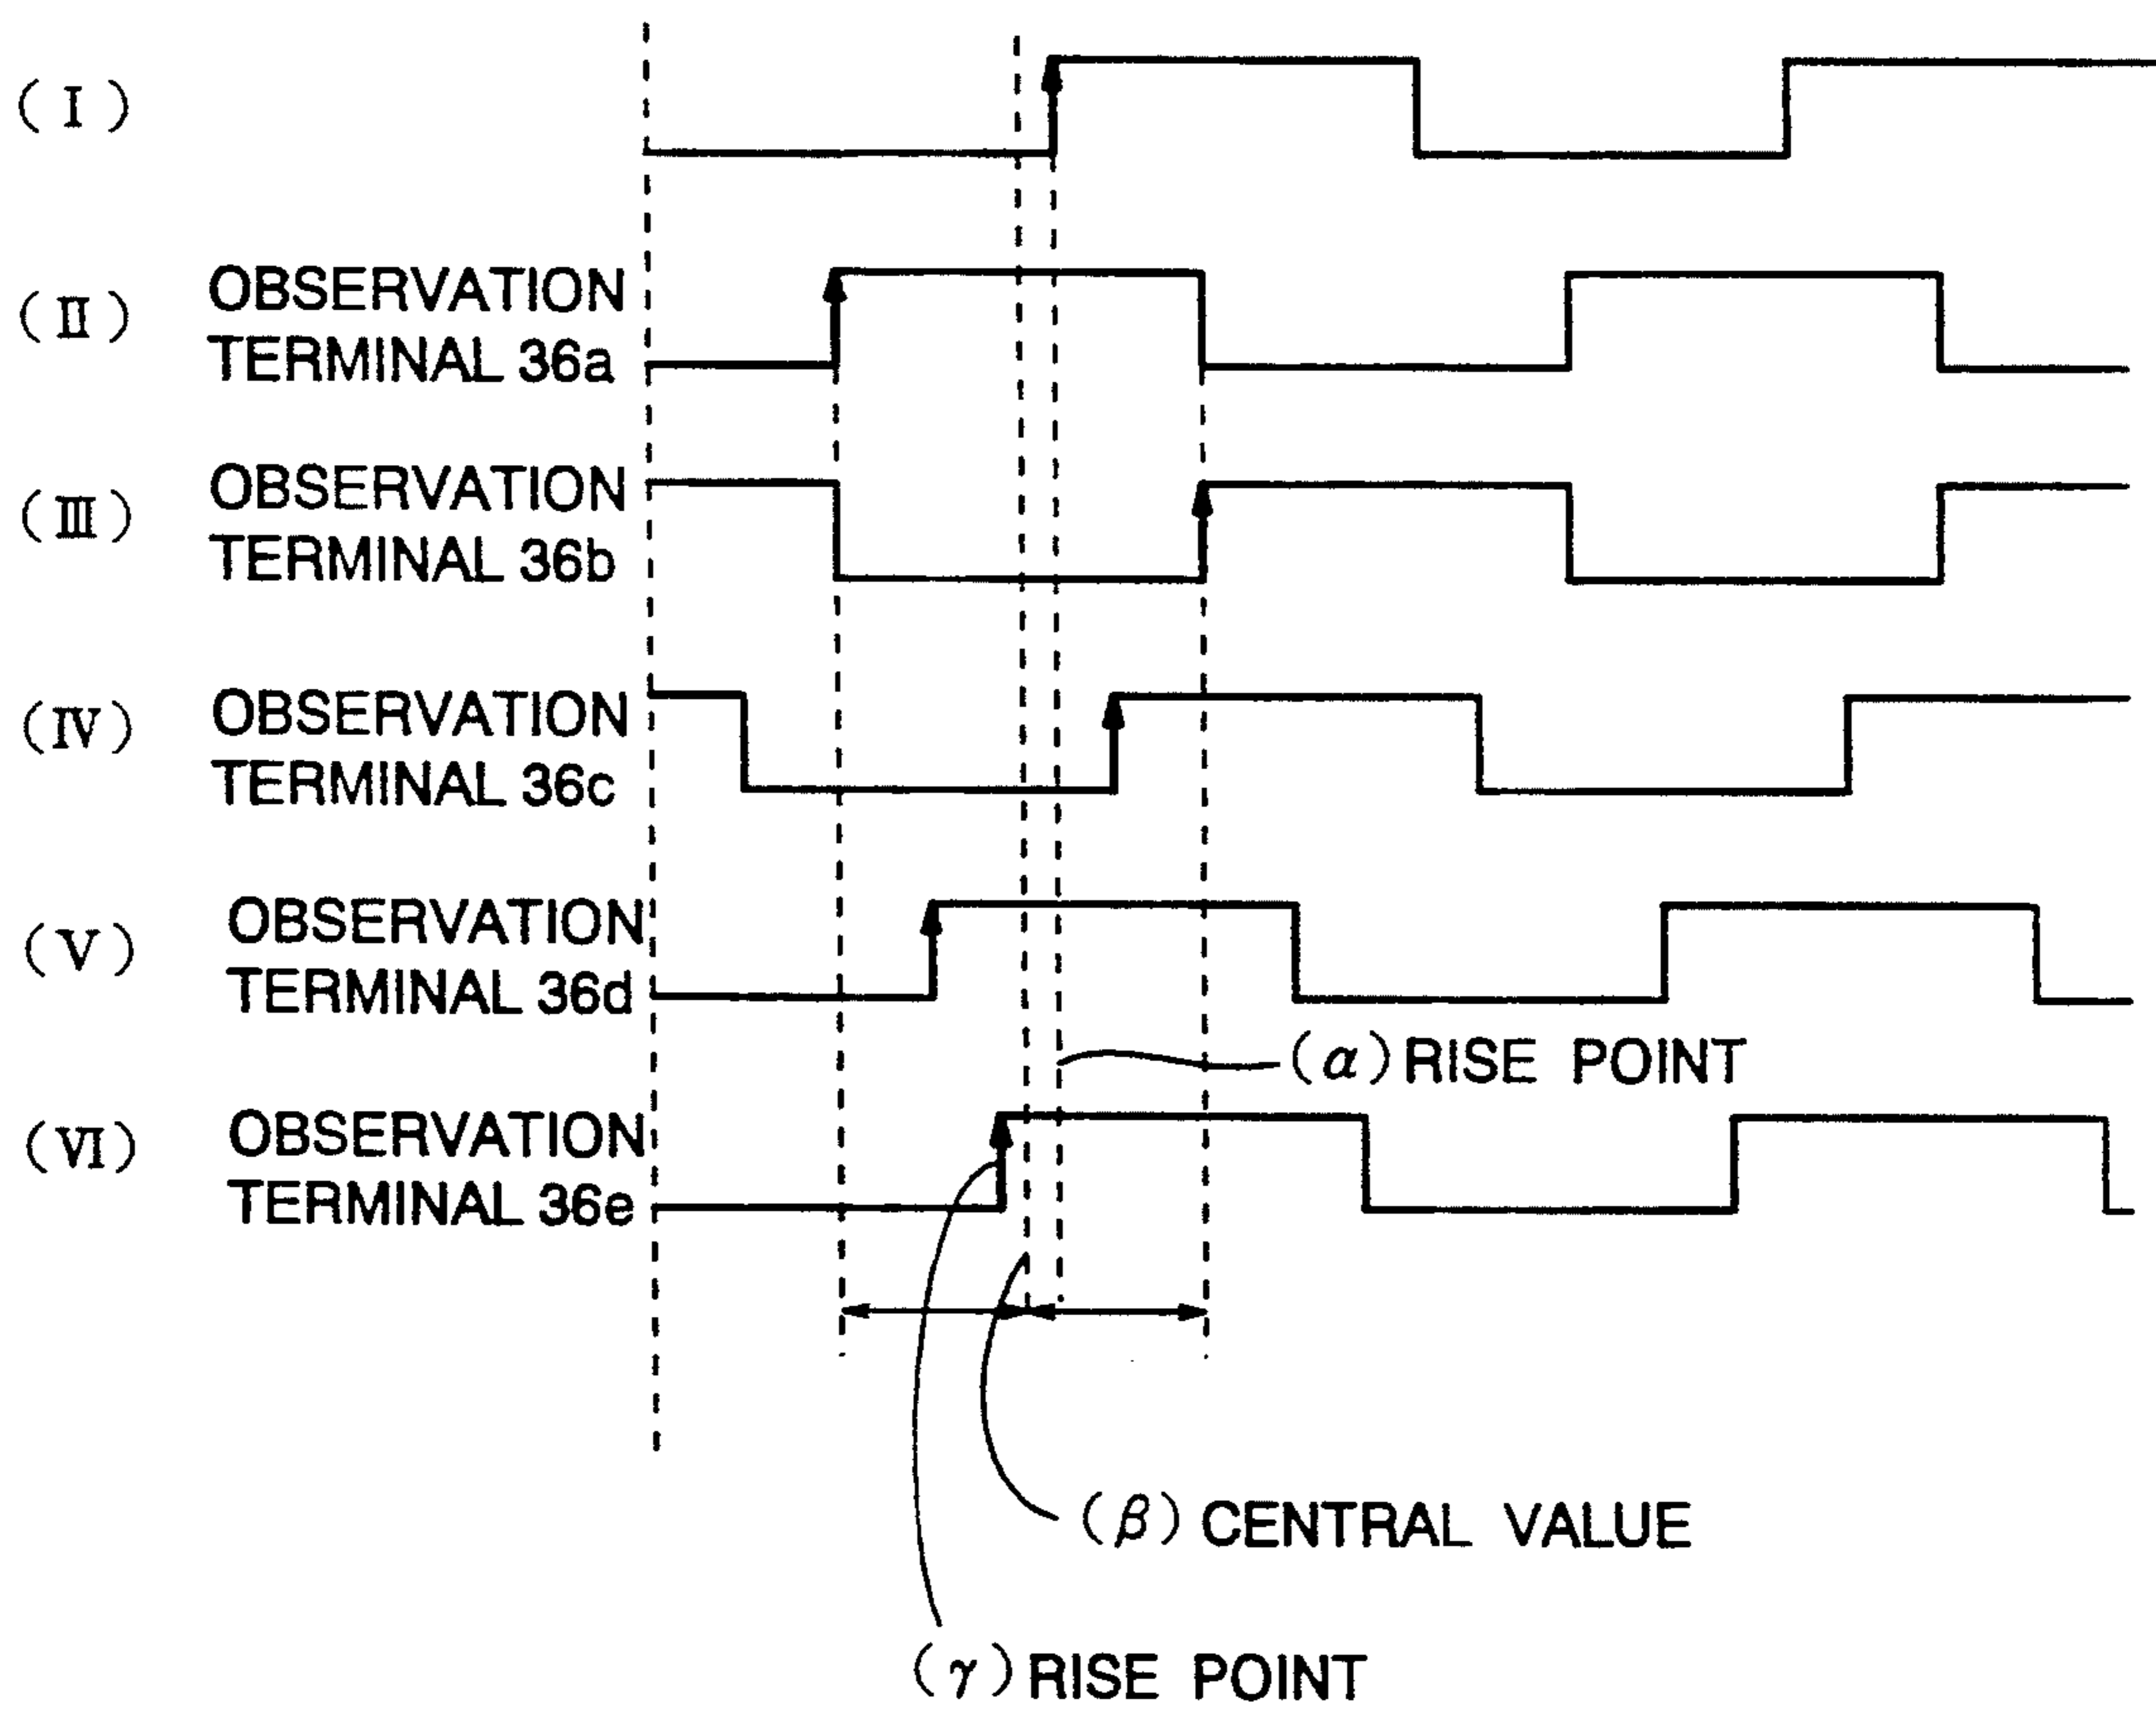 (I)
(II) OBSERVATION
TERMINAL 36a
(III) OBSERVATION
TERMINAL 36b
(IV) OBSERVATION
TERMINAL 36c
(V) OBSERVATION
TERMINAL 36d
(α) RISE POINT
(VI) OBSERVATION
TERMINAL 36e
(β) CENTRAL VALUE
(γ) RISE POINT